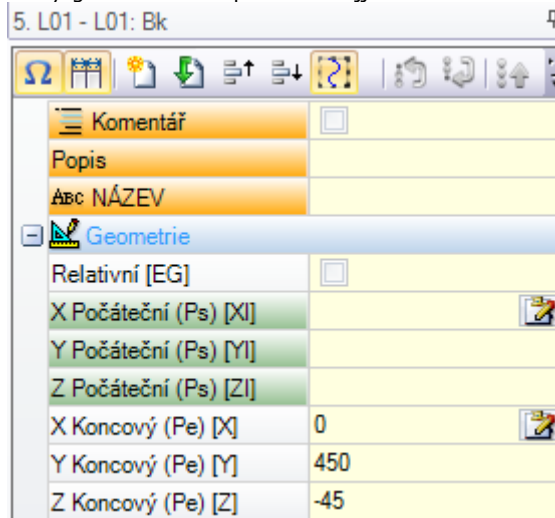 5. L01 - L01: Bk
Komentář
Popis
ABC NÁZEV
Geometrie
Relativní [EG]
X Počáteční (Ps) [XI]
Y Počáteční (Ps) [YI]
Z Počáteční (Ps) [ZI]
X Koncový (Pe) [X] 0
Y Koncový (Pe) [Y] 450
Z Koncový (Pe) [Z] -45